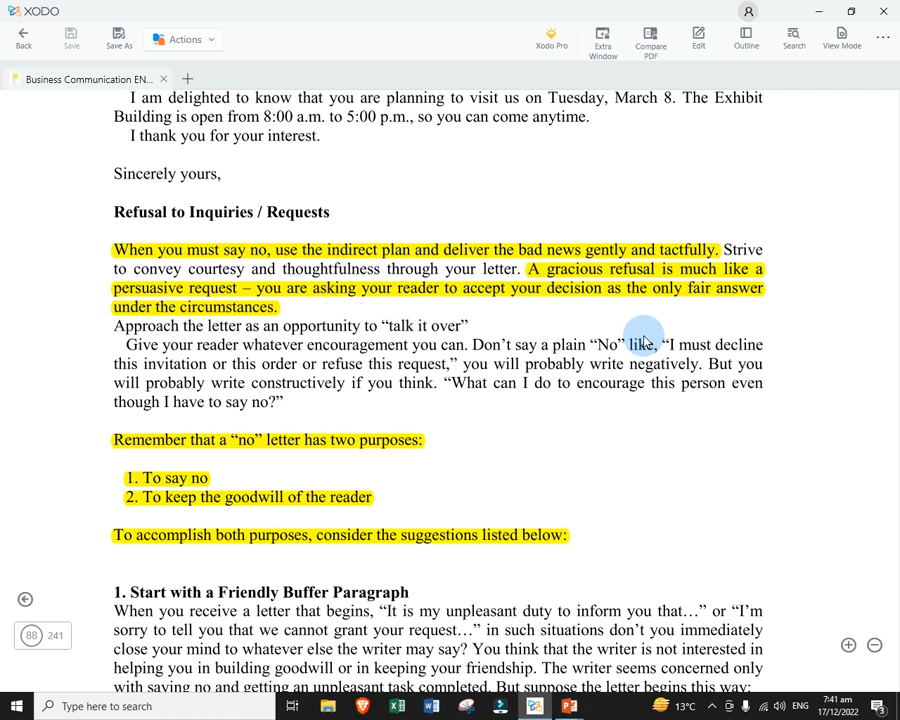 XODO
Back
Save
Save As
Actions
Xodo Pro
Extra Window
Compare PDF
Edit
Outline
Search
View Mode
Business Communication EN...
I am delighted to know that you are planning to visit us on Tuesday, March 8. The Exhibit
Building is open from 8:00 a.m. to 5:00 p.m., so you can come anytime.
I thank you for your interest.
Sincerely yours,
Refusal to Inquiries / Requests
When you must say no, use the indirect plan and deliver the bad news gently and tactfully. Strive
to convey courtesy and thoughtfulness through your letter. A gracious refusal is much like a
persuasive request – you are asking your reader to accept your decision as the only fair answer
under the circumstances.
Approach the letter as an opportunity to “talk it over”
Give your reader whatever encouragement you can. Don’t say a plain “No” like, “I must decline
this invitation or this order or refuse this request,” you will probably write negatively. But you
will probably write constructively if you think. “What can I do to encourage this person even
though I have to say no?”
Remember that a “no” letter has two purposes:
1. To say no
2. To keep the goodwill of the reader
To accomplish both purposes, consider the suggestions listed below:
1. Start with a Friendly Buffer Paragraph
When you receive a letter that begins, “It is my unpleasant duty to inform you that…” or “I’m
sorry to tell you that we cannot grant your request…” in such situations don’t you immediately
close your mind to whatever else the writer may say? You think that the writer is not interested in
helping you in building goodwill or in keeping your friendship. The writer seems concerned only
with saying no and getting an unpleasant task completed. But suppose the letter begins this way:
88 241
Type here to search
13°C
ENG
7:41 am
17/12/2022
3